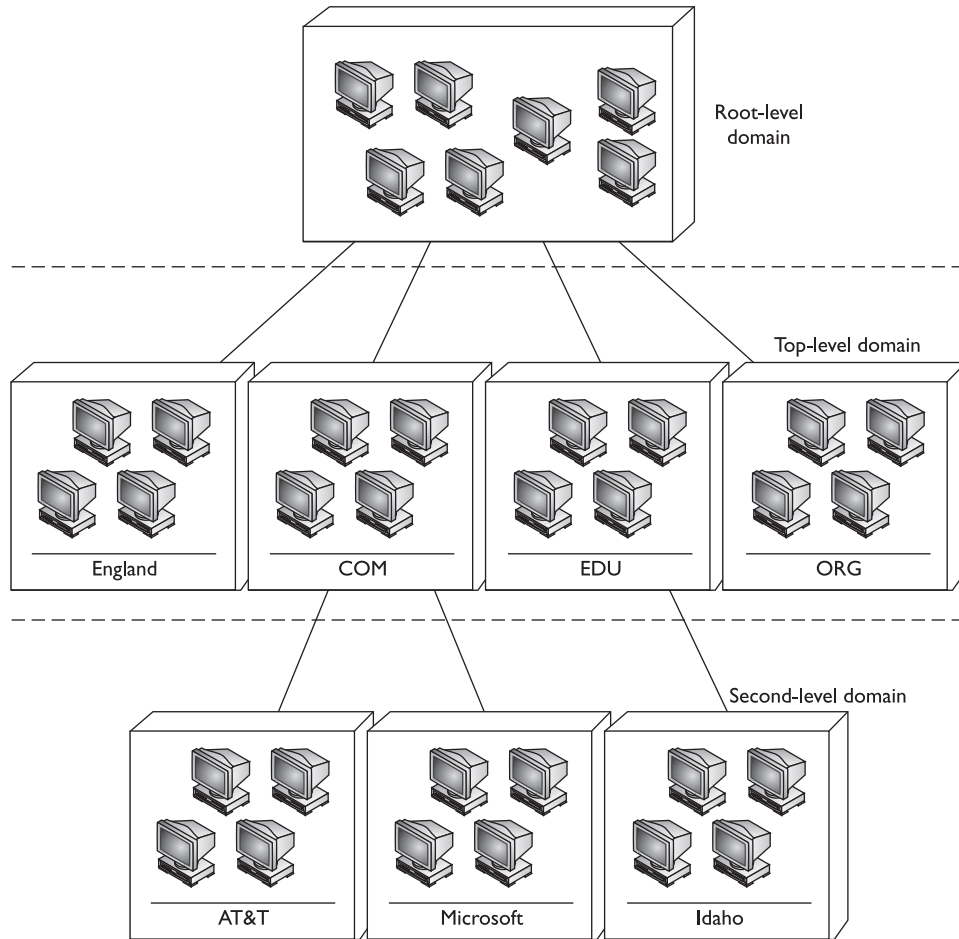 Root-level
domain
Top-level domain
England
COM
EDU
ORG
Second-level domain
AT&T
Microsoft
Idaho